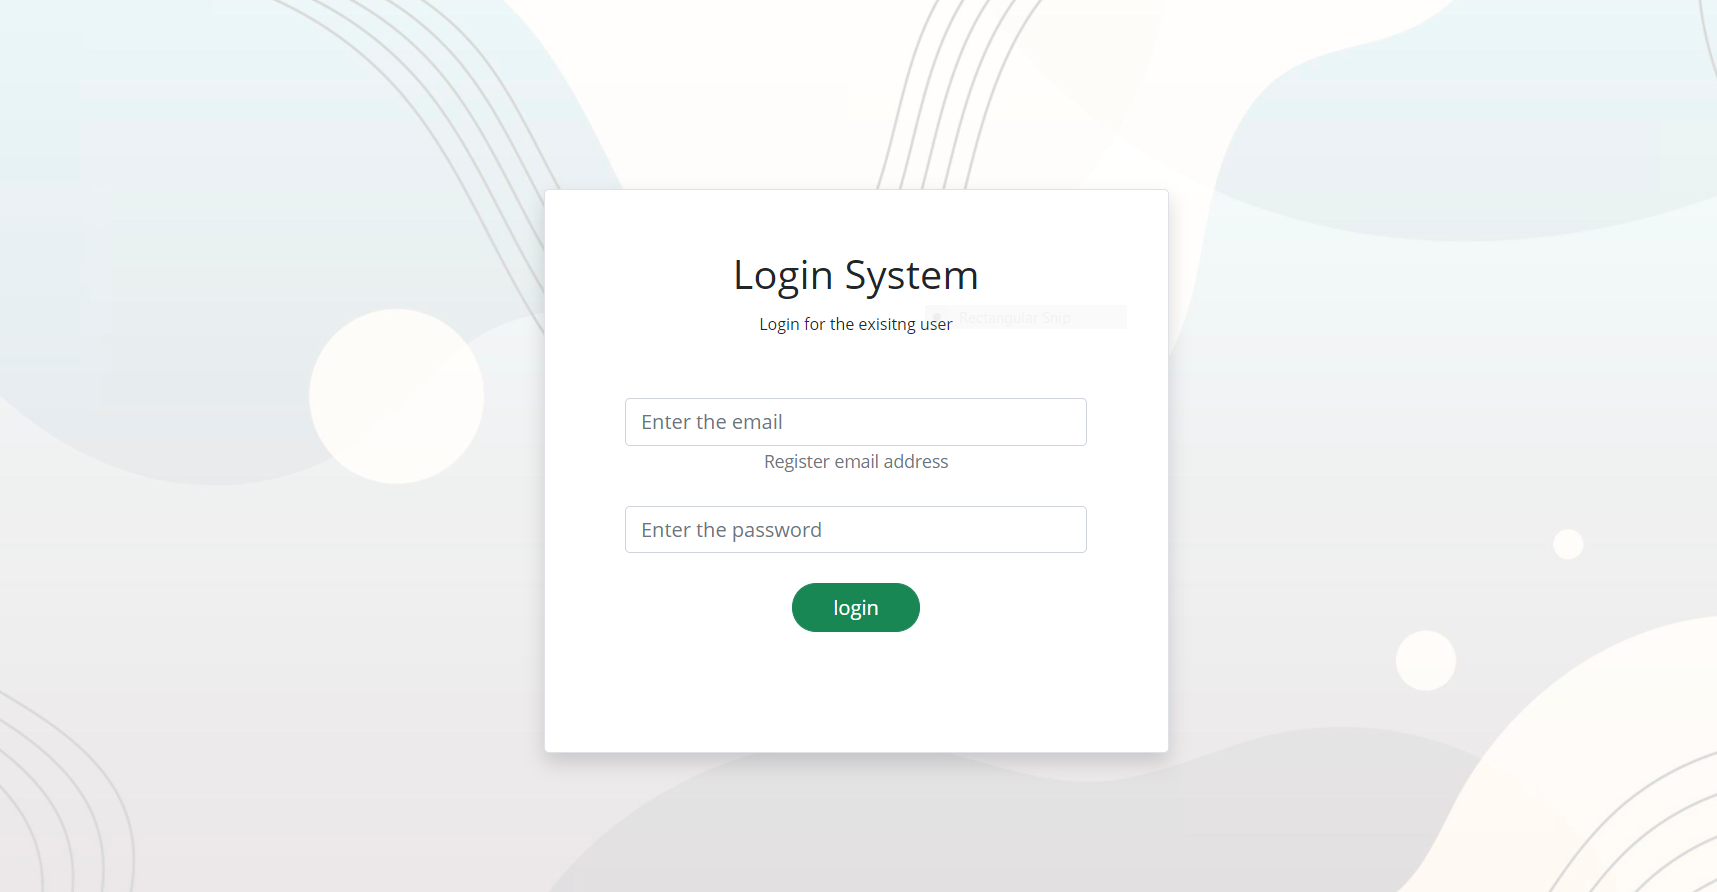 Login System
Rectangular Snip
Login for the exisitng user
Enter the email
Register email address
Enter the password
login